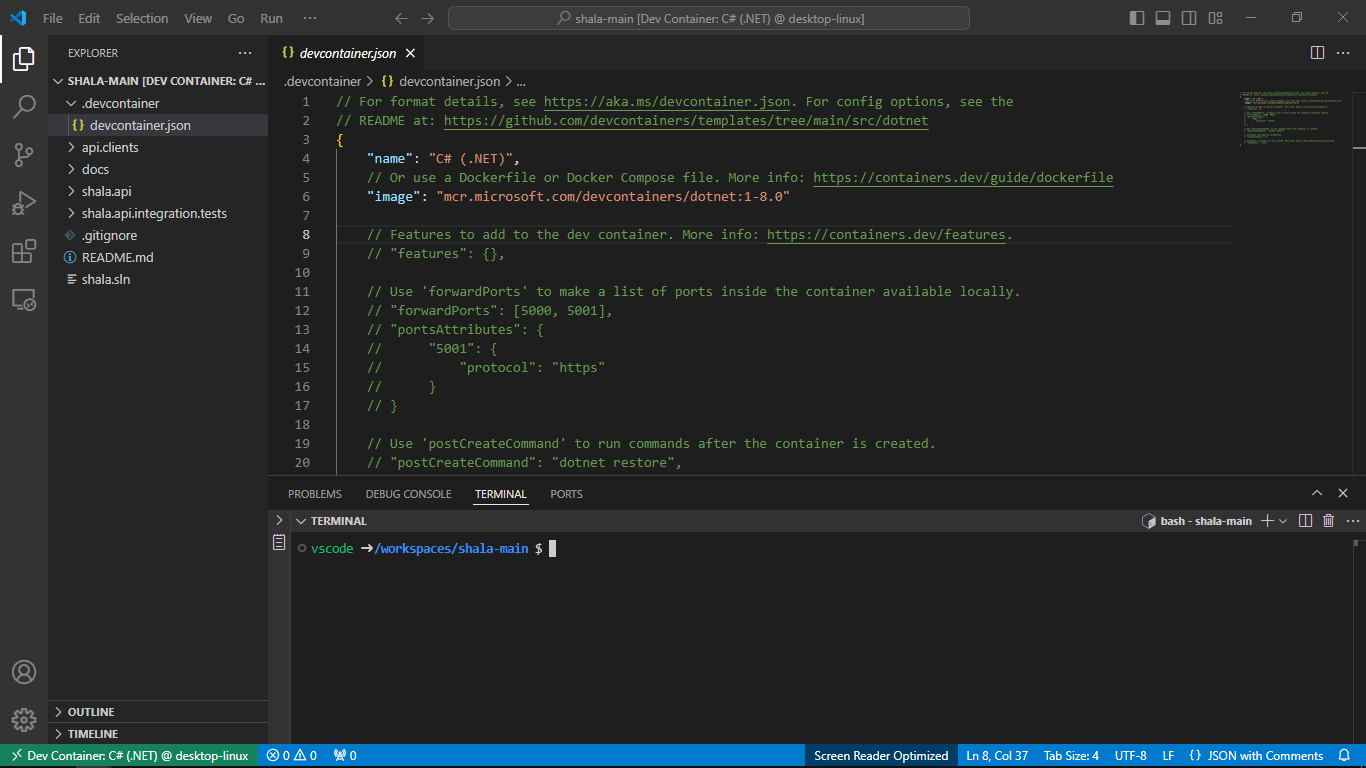 File Edit Selection View Go Run ···
shala-main [Dev Container: C# (.NET) @ desktop-linux]
EXPLORER
SHALA-MAIN [DEV CONTAINER: C# ...
.devcontainer
{} devcontainer.json
api.clients
docs
shala.api
shala.api.integration.tests
.gitignore
README.md
shala.sln
OUTLINE
TIMELINE
{} devcontainer.json
.devcontainer > {} devcontainer.json > ...
1 // For format details, see https://aka.ms/devcontainer.json. For config options, see the
2 // README at: https://github.com/devcontainers/templates/tree/main/src/dotnet
3 {
4 "name": "C# (.NET)",
5 // Or use a Dockerfile or Docker Compose file. More info: https://containers.dev/guide/dockerfile
6 "image": "mcr.microsoft.com/devcontainers/dotnet:1-8.0"
7
8 // Features to add to the dev container. More info: https://containers.dev/features.
9 // "features": {},
10
11 // Use 'forwardPorts' to make a list of ports inside the container available locally.
12 // "forwardPorts": [5000, 5001],
13 // "portsAttributes": {
14 // "5001": {
15 // "protocol": "https"
16 // }
17 // }
18
19 // Use 'postCreateCommand' to run commands after the container is created.
20 // "postCreateCommand": "dotnet restore",
PROBLEMS DEBUG CONSOLE TERMINAL PORTS
TERMINAL
bash - shala-main
vscode ➜/workspaces/shala-main $
Dev Container: C# (.NET) @ desktop-linux 0 0 0 Screen Reader Optimized Ln 8, Col 37 Tab Size: 4 UTF-8 LF {} JSON with Comments